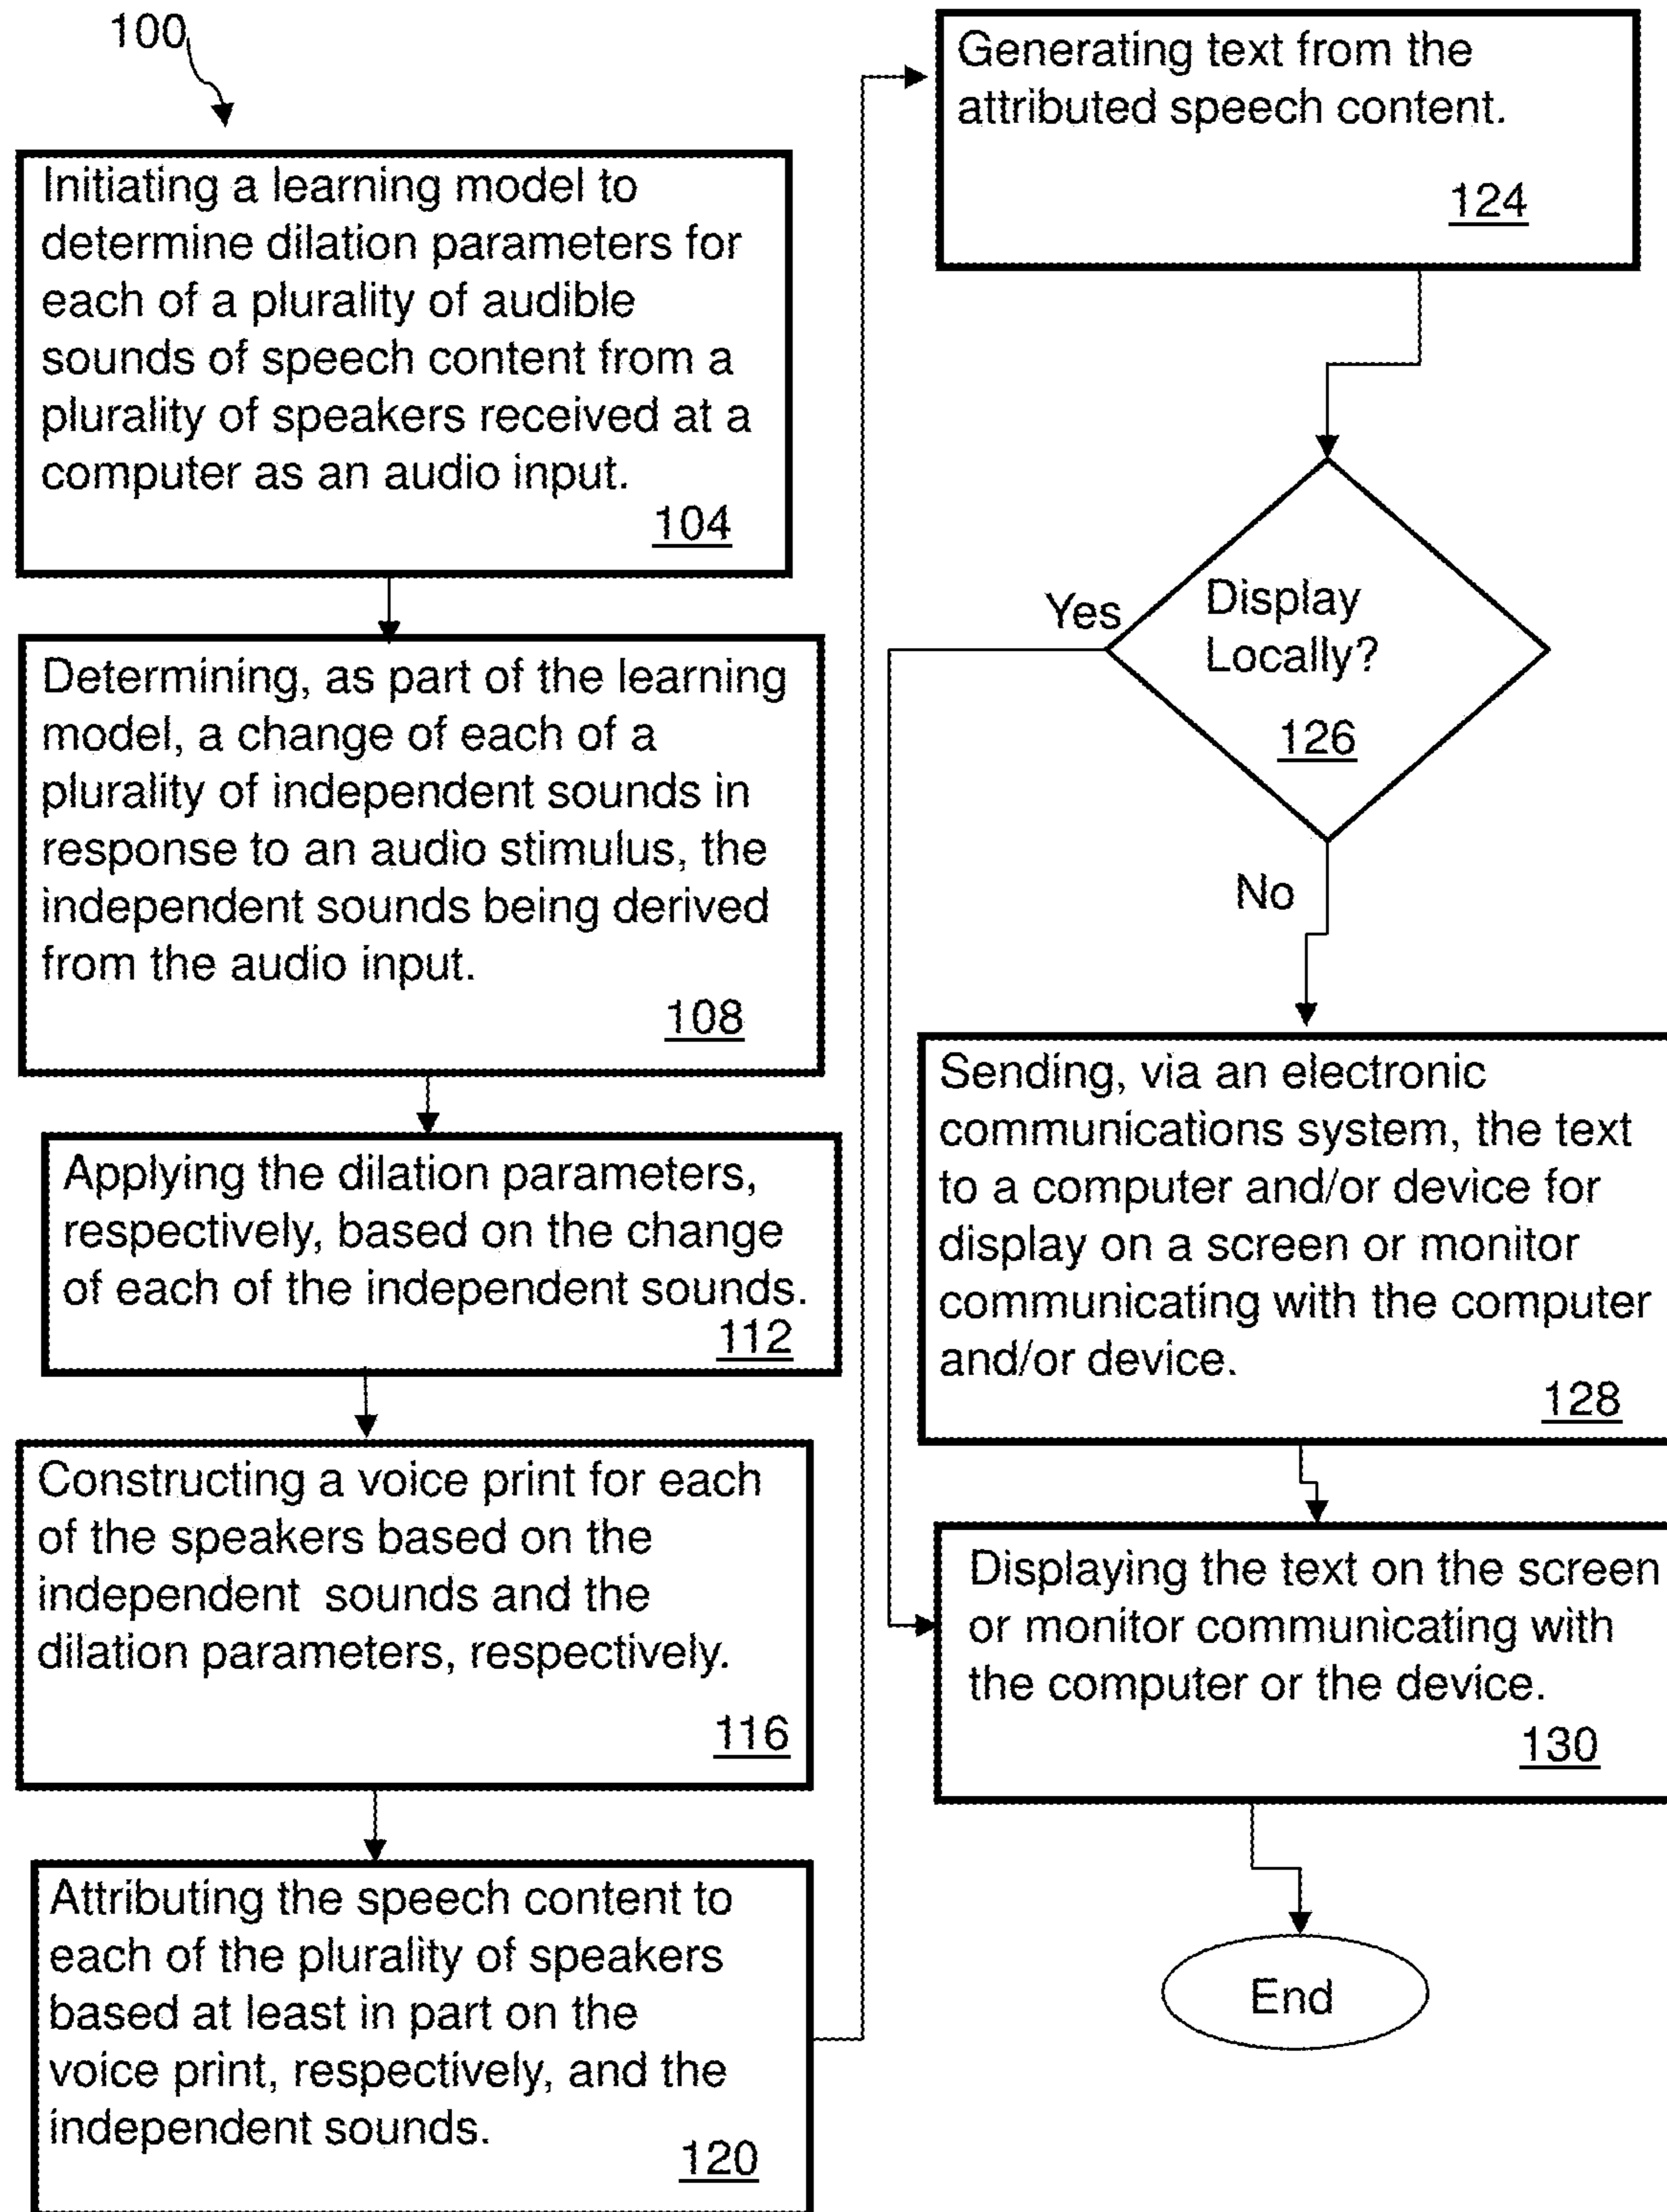 100
Initiating a learning model to
determine dilation parameters for
each of a plurality of audible
sounds of speech content from a
plurality of speakers received at a
computer as an audio input.
104
Determining, as part of the learning
model, a change of each of a
plurality of independent sounds in
response to an audio stimulus, the
independent sounds being derived
from the audio input.
108
Applying the dilation parameters,
respectively, based on the change
of each of the independent sounds.
112
Constructing a voice print for each
of the speakers based on the
independent sounds and the
dilation parameters, respectively.
116
Attributing the speech content to
each of the plurality of speakers
based at least in part on the
voice print, respectively, and the
independent sounds.
120
Generating text from the
attributed speech content.
124
Display
Locally?
126
Yes
No
Sending, via an electronic
communications system, the text
to a computer and/or device for
display on a screen or monitor
communicating with the computer
and/or device.
128
Displaying the text on the screen
or monitor communicating with
the computer or the device.
130
End